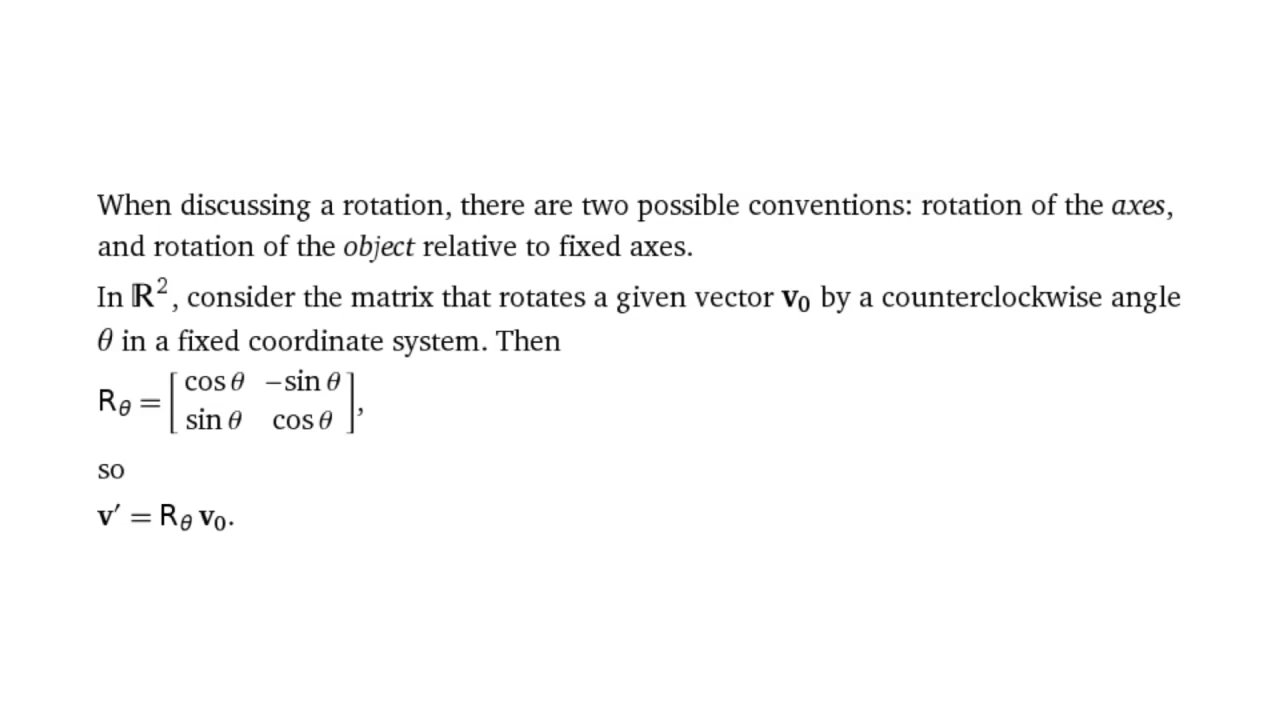 When discussing a rotation, there are two possible conventions: rotation of the axes,
and rotation of the object relative to fixed axes.
In ℝ², consider the matrix that rotates a given vector v₀ by a counterclockwise angle
θ in a fixed coordinate system. Then
R_θ = [ cos θ  −sin θ
sin θ  cos θ ],
so
v′ = R_θ v₀.